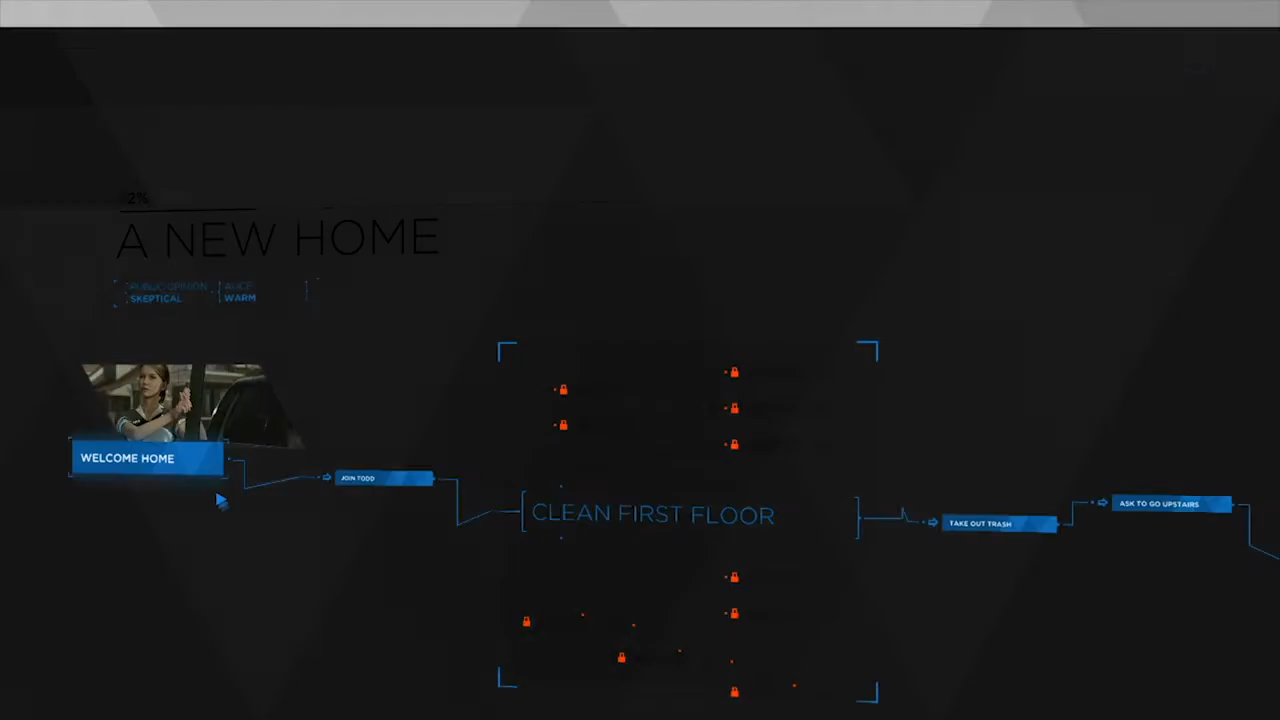 2%
A NEW HOME
PUBLIC OPINION
SKEPTICAL
ALICE
WARM
WELCOME HOME
JOIN TODD
CLEAN FIRST FLOOR
TAKE OUT TRASH
ASK TO GO UPSTAIRS